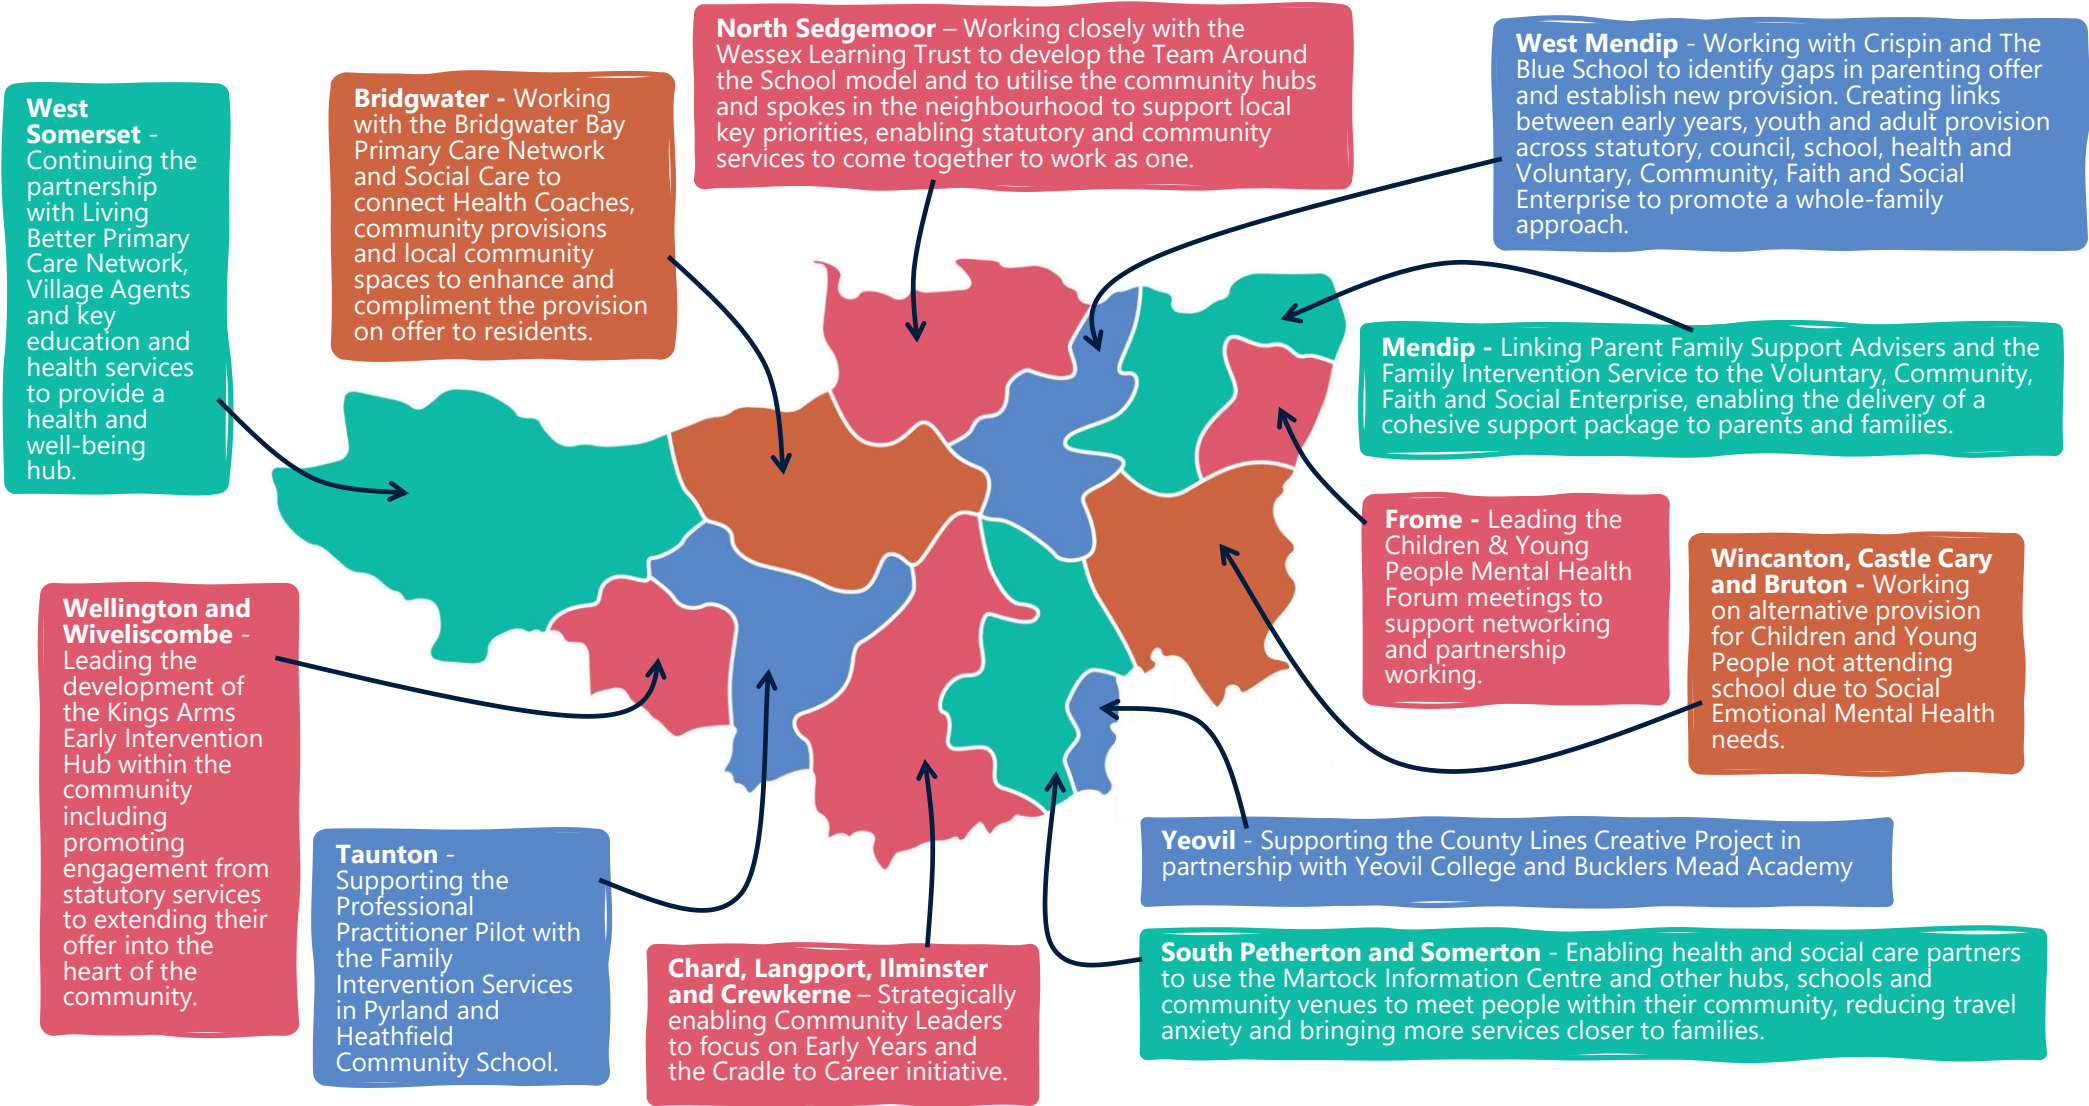 West
Somerset -
Continuing the
partnership
with Living
Better Primary
Care Network,
Village Agents
and key
education and
health services
to provide a
health and
well-being
hub.
Bridgwater - Working
with the Bridgwater Bay
Primary Care Network
and Social Care to
connect Health Coaches,
community provisions
and local community
spaces to enhance and
compliment the provision
on offer to residents.
North Sedgemoor – Working closely with the
Wessex Learning Trust to develop the Team Around
the School model and to utilise the community hubs
and spokes in the neighbourhood to support local
key priorities, enabling statutory and community
services to come together to work as one.
West Mendip - Working with Crispin and The
Blue School to identify gaps in parenting offer
and establish new provision. Creating links
between early years, youth and adult provision
across statutory, council, school, health and
Voluntary, Community, Faith and Social
Enterprise to promote a whole-family
approach.
Mendip - Linking Parent Family Support Advisers and the
Family Intervention Service to the Voluntary, Community,
Faith and Social Enterprise, enabling the delivery of a
cohesive support package to parents and families.
Frome - Leading the
Children & Young
People Mental Health
Forum meetings to
support networking
and partnership
working.
Wincanton, Castle Cary
and Bruton - Working
on alternative provision
for Children and Young
People not attending
school due to Social
Emotional Mental Health
needs.
Wellington and
Wiveliscombe -
Leading the
development of
the Kings Arms
Early Intervention
Hub within the
community
including
promoting
engagement from
statutory services
to extending their
offer into the
heart of the
community.
Taunton -
Supporting the
Professional
Practitioner Pilot with
the Family
Intervention Services
in Pyrland and
Heathfield
Community School.
Chard, Langport, Ilminster
and Crewkerne – Strategically
enabling Community Leaders
to focus on Early Years and
the Cradle to Career initiative.
Yeovil - Supporting the County Lines Creative Project in
partnership with Yeovil College and Bucklers Mead Academy
South Petherton and Somerton - Enabling health and social care partners
to use the Martock Information Centre and other hubs, schools and
community venues to meet people within their community, reducing travel
anxiety and bringing more services closer to families.